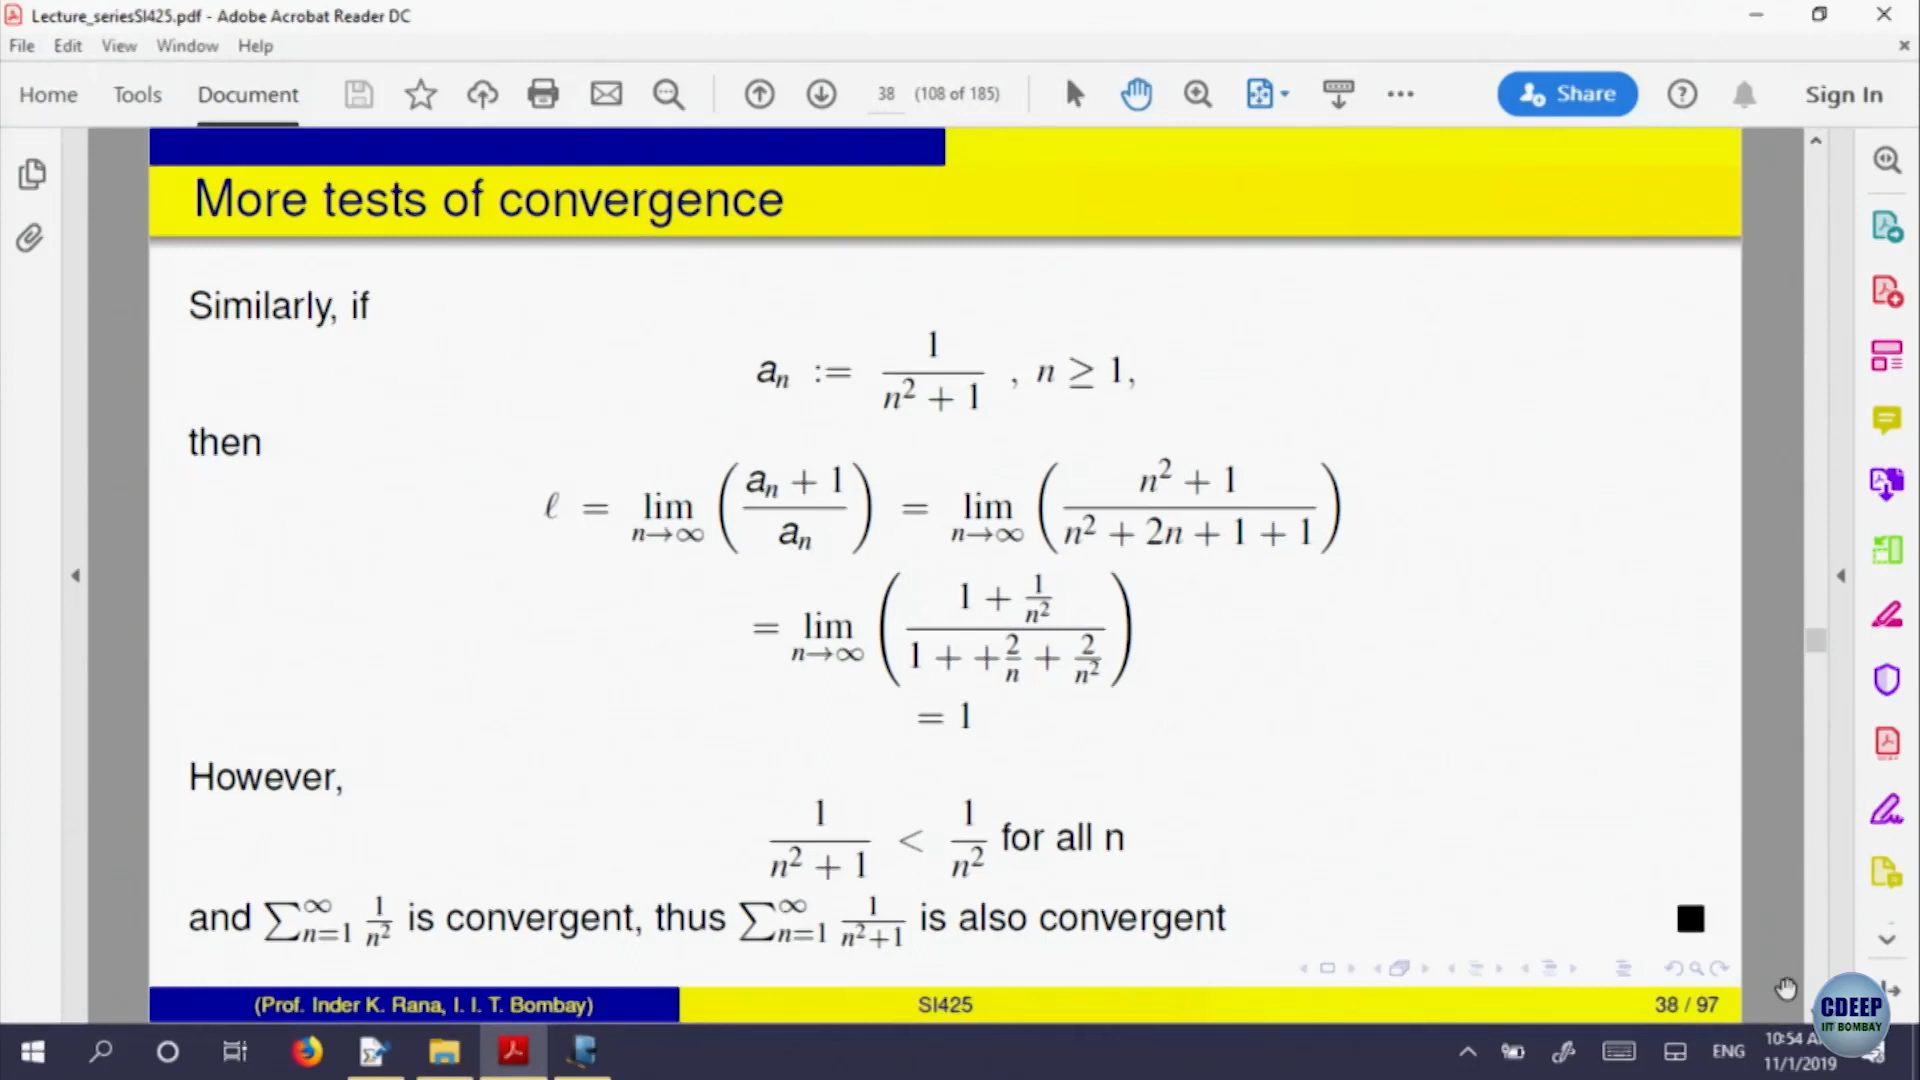 Lecture_seriesSI425.pdf - Adobe Acrobat Reader DC
File Edit View Window Help
Home Tools Document 38 (108 of 185) Share Sign In
More tests of convergence
Similarly, if
aₙ := 1/(n² + 1) , n ≥ 1,
then
ℓ = lim_{n→∞} ((aₙ + 1)/aₙ) = lim_{n→∞} ((n² + 1)/(n² + 2n + 1 + 1))
= lim_{n→∞} ((1 + 1/n²)/(1 + + 2/n + 2/n²))
= 1
However,
1/(n² + 1) < 1/n² for all n
and ∑_{n=1}^∞ 1/n² is convergent, thus ∑_{n=1}^∞ 1/(n²+1) is also convergent
(Prof. Inder K. Rana, I. I. T. Bombay) SI425 38 / 97
CDEEP
IIT BOMBAY
ENG
10:54 A
11/1/2019